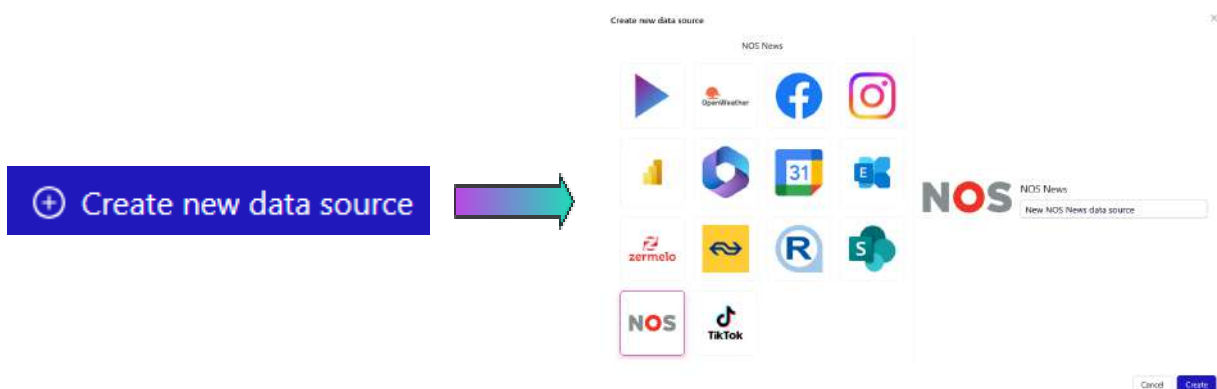 Create new data source
Create new data source
NOS News
OpenWeather
31
E
zermelo
R
S
NOS
TikTok
NOS
NOS News
New NOS News data source
Cancel
Create